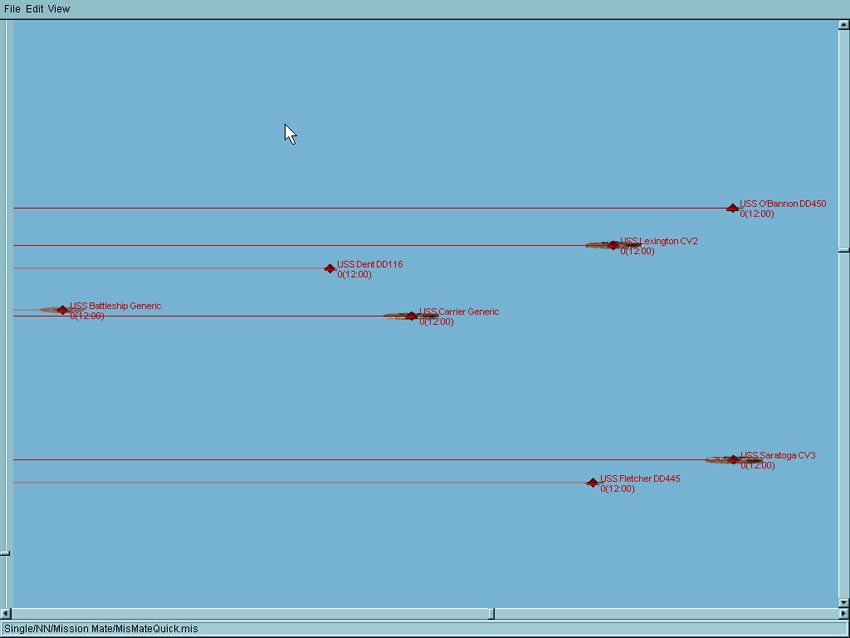 File Edit View
USS O'Bannon DD450
0(12:00)
USS Lexington CV2
0(12:00)
USS Dent DD116
0(12:00)
USS Battleship Generic
0(12:00)
USS Carrier Generic
0(12:00)
USS Saratoga CV3
0(12:00)
USS Fletcher DD445
0(12:00)
Single/NN/Mission Mate/MisMateQuick.mis